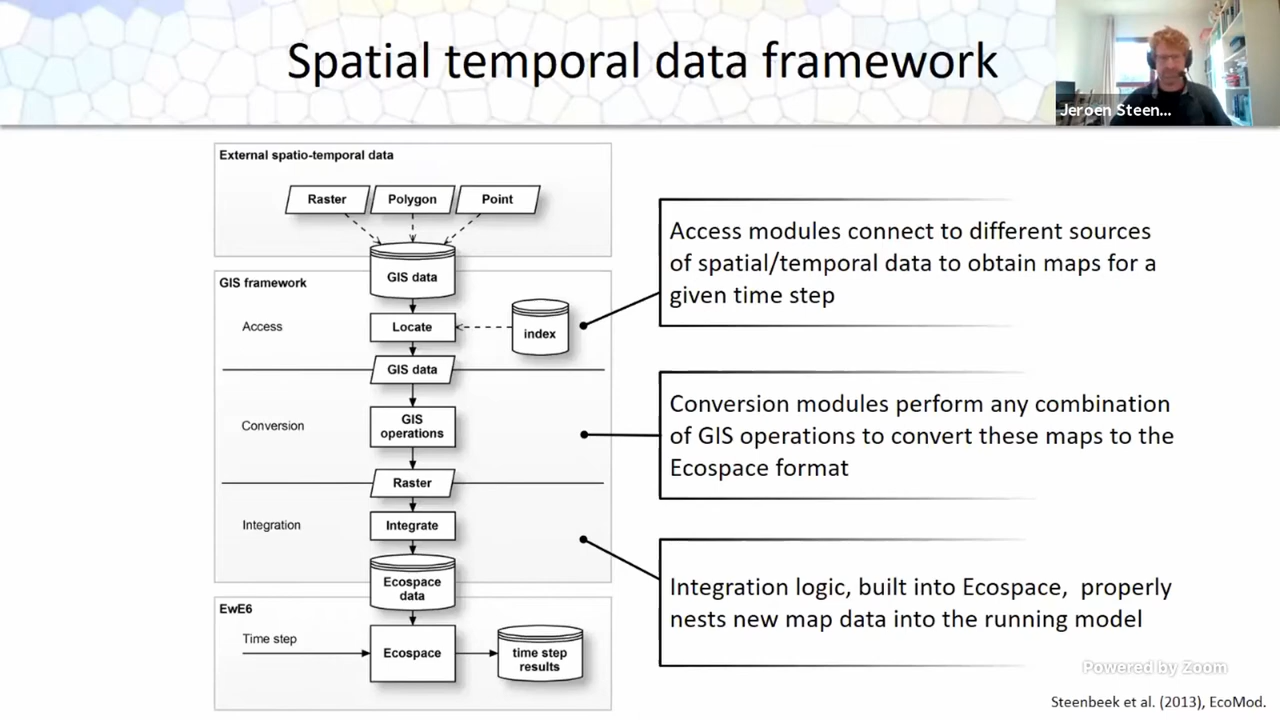 Spatial temporal data framework
Jeroen Steen...
External spatio-temporal data
Raster
Polygon
Point
GIS data
GIS framework
Access
Locate
index
GIS data
Conversion
GIS
operations
Raster
Integration
Integrate
Ecospace
data
EwE6
Time step
Ecospace
time step
results
Access modules connect to different sources
of spatial/temporal data to obtain maps for a
given time step
Conversion modules perform any combination
of GIS operations to convert these maps to the
Ecospace format
Integration logic, built into Ecospace, properly
nests new map data into the running model
Powered by Zoom
Steenbeek et al. (2013), EcoMod.